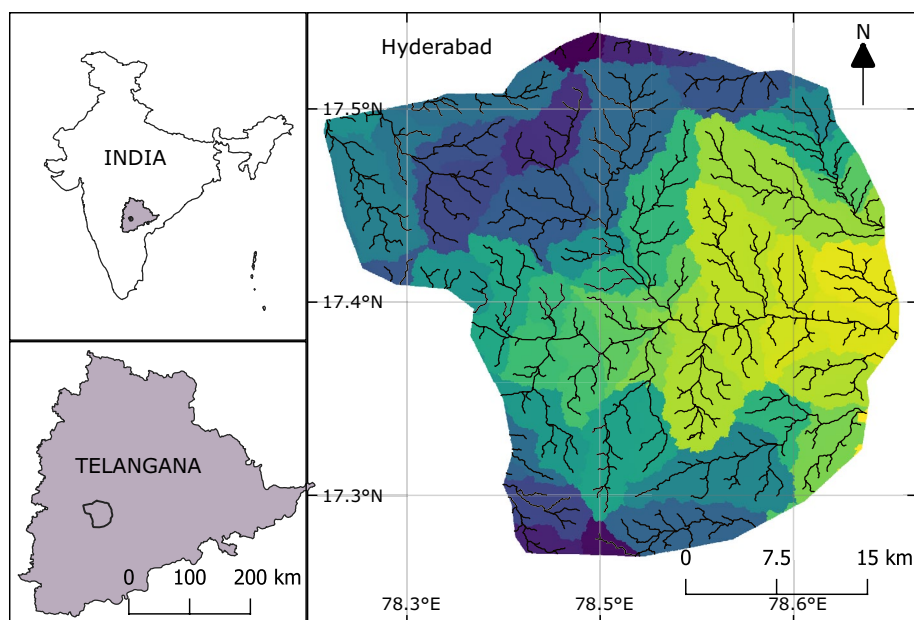 INDIA
TELANGANA
0 100 200 km
Hyderabad
N
17.5°N
17.4°N
17.3°N
0 7.5 15 km
78.3°E 78.5°E 78.6°E